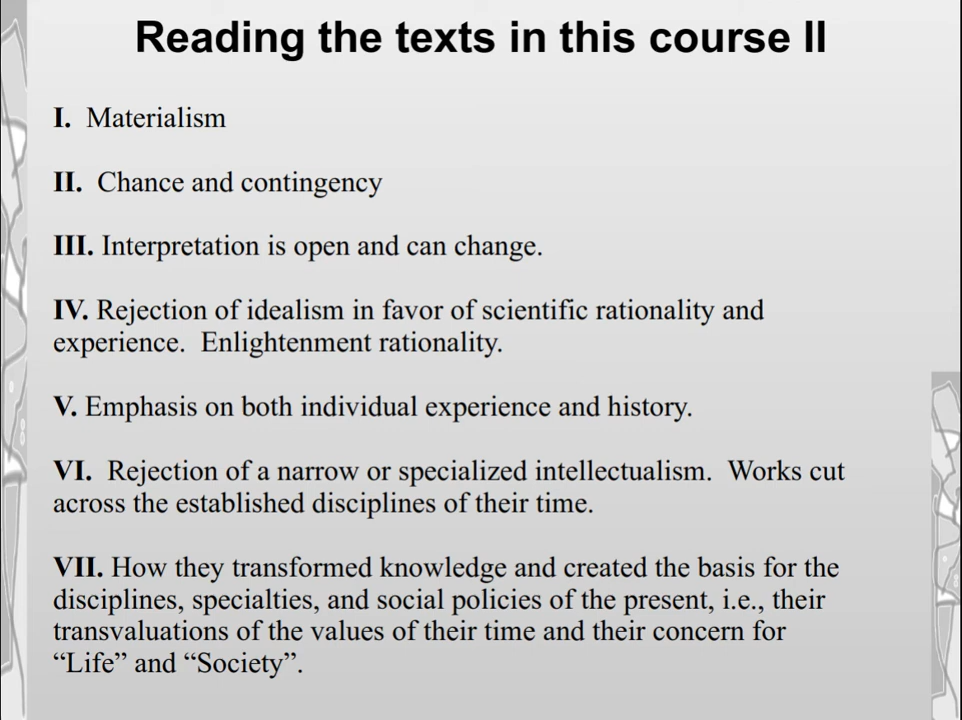 Reading the texts in this course II
I. Materialism
II. Chance and contingency
III. Interpretation is open and can change.
IV. Rejection of idealism in favor of scientific rationality and
experience. Enlightenment rationality.
V. Emphasis on both individual experience and history.
VI. Rejection of a narrow or specialized intellectualism. Works cut
across the established disciplines of their time.
VII. How they transformed knowledge and created the basis for the
disciplines, specialties, and social policies of the present, i.e., their
transvaluations of the values of their time and their concern for
“Life” and “Society”.